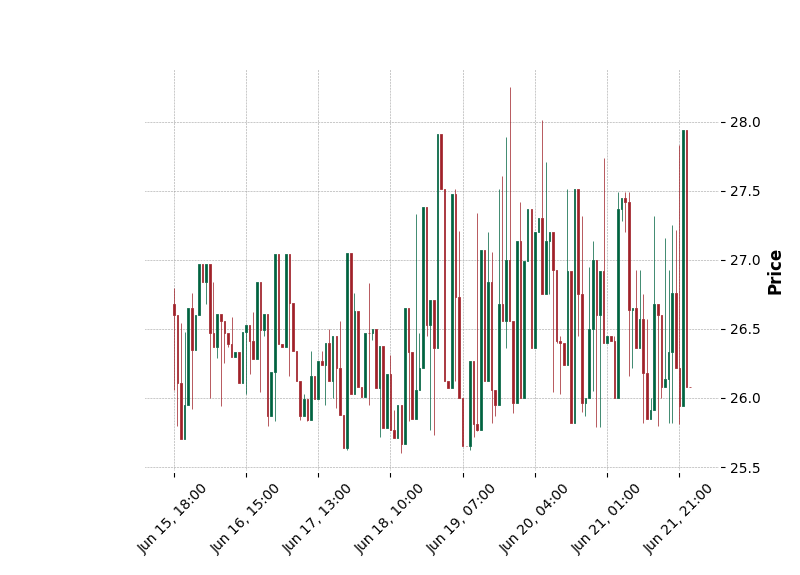 28.0
27.5
27.0
26.5
26.0
25.5
Price
Jun 15, 18:00
Jun 16, 15:00
Jun 17, 13:00
Jun 18, 10:00
Jun 19, 07:00
Jun 20, 04:00
Jun 21, 01:00
Jun 21, 21:00